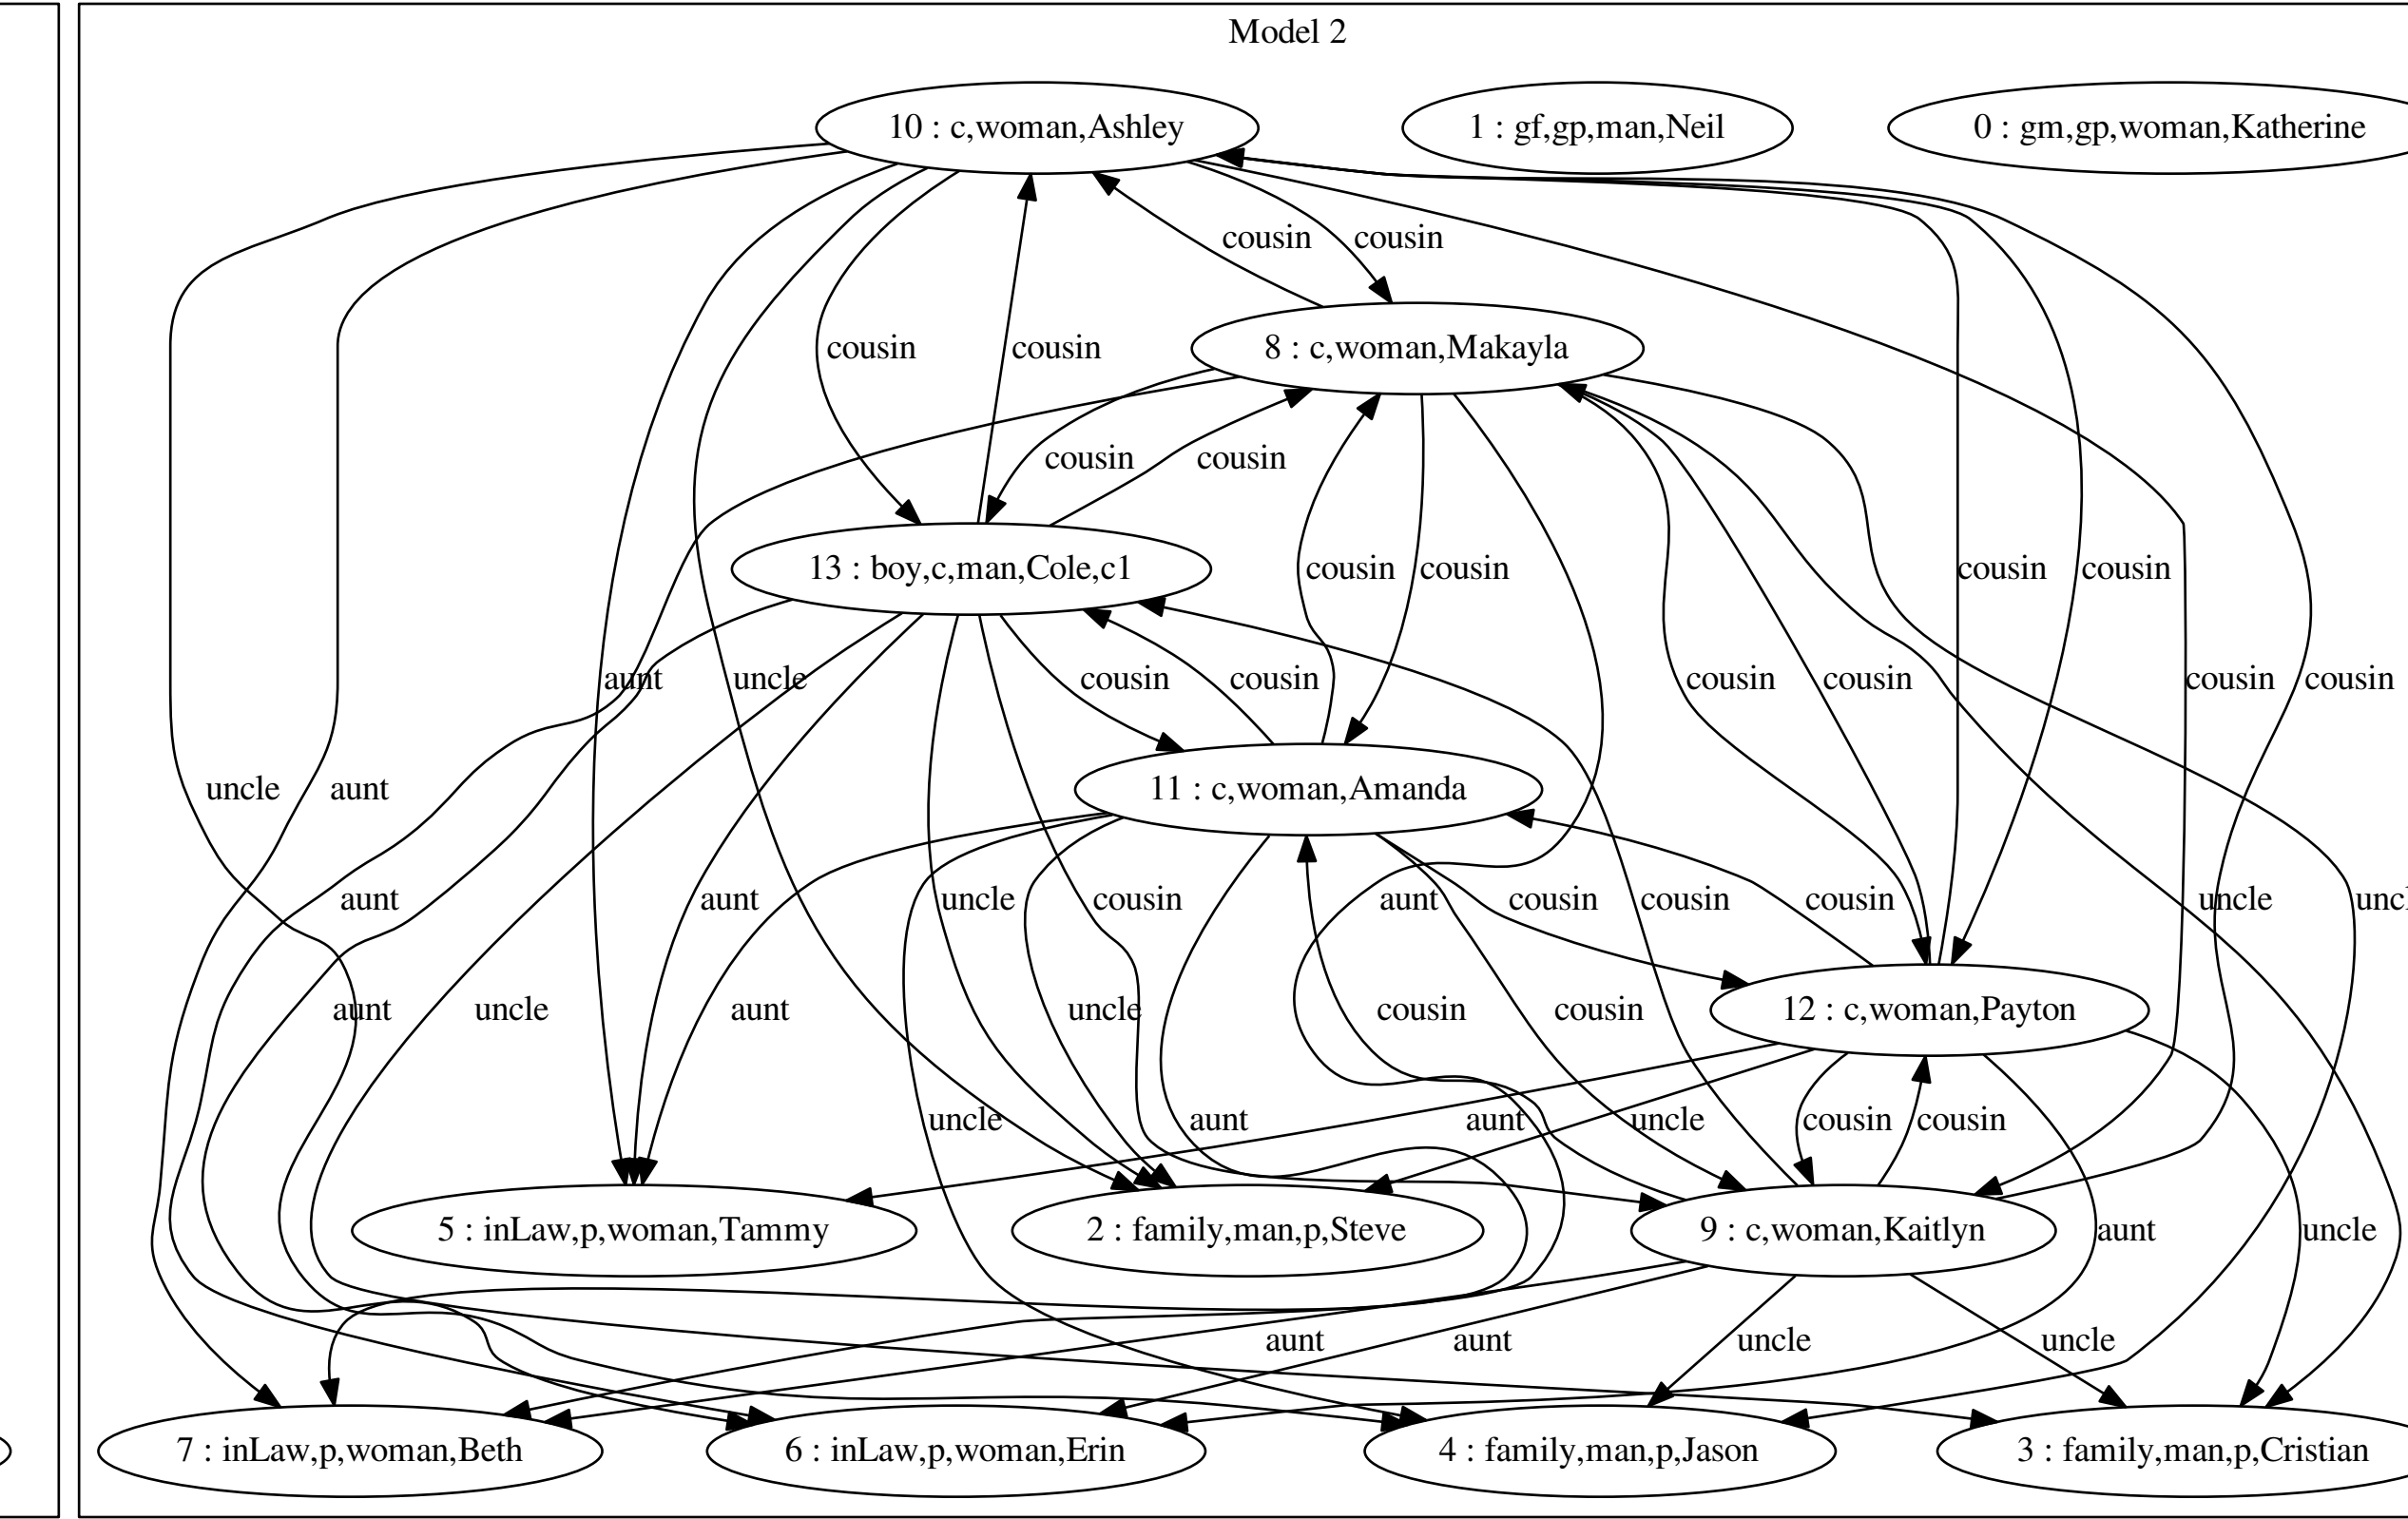 Model 2
10 : c,woman,Ashley
1 : gf,gp,man,Neil
0 : gm,gp,woman,Katherine
cousin
cousin
cousin
cousin
8 : c,woman,Makayla
cousin
cousin
13 : boy,c,man,Cole,c1
cousin
cousin
cousin
cousin
aunt
uncle
cousin
cousin
cousin
cousin
cousin
cousin
uncle
aunt
11 : c,woman,Amanda
aunt
aunt
uncle
cousin
aunt
cousin
cousin
cousin
uncle
aunt
uncle
aunt
uncle
cousin
cousin
12 : c,woman,Payton
uncle
aunt
aunt
uncle
cousin
cousin
5 : inLaw,p,woman,Tammy
2 : family,man,p,Steve
9 : c,woman,Kaitlyn
aunt
uncle
aunt
aunt
uncle
uncle
7 : inLaw,p,woman,Beth
6 : inLaw,p,woman,Erin
4 : family,man,p,Jason
3 : family,man,p,Cristian